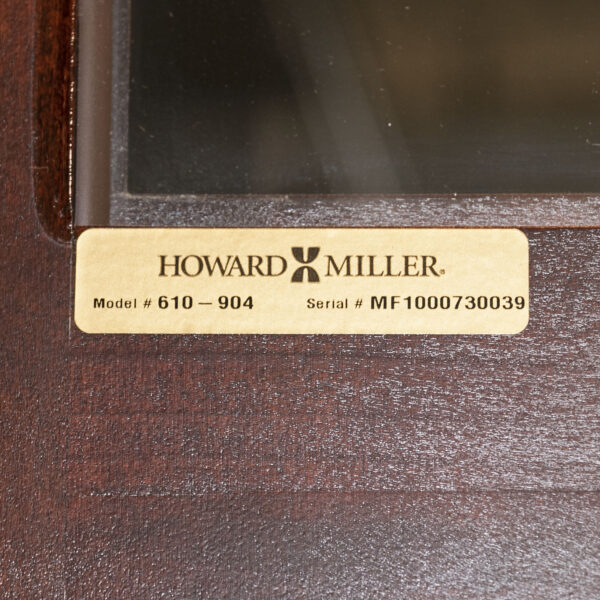 HOWARD MILLER.
Model # 610 – 904 Serial # MF1000730039